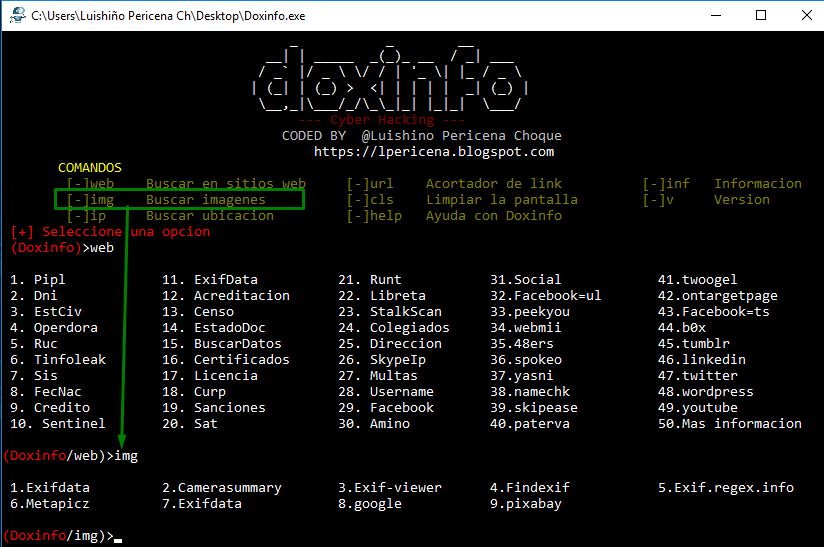 C:\Users\Luishiño Pericena Ch\Desktop\Doxinfo.exe
doxinfo
--- Cyber Hacking ---
CODED BY  @Luishino Pericena Choque
https://lpericena.blogspot.com
COMANDOS
[-]web    Buscar en sitios web    [-]url    Acortador de link    [-]inf   Informacion
[-]img    Buscar imagenes    [-]cls    Limpiar la pantalla    [-]v     Version
[-]ip     Buscar ubicacion    [-]help   Ayuda con Doxinfo
[+] Seleccione una opcion
(Doxinfo)>web
1. Pipl    11. ExifData    21. Runt    31.Social    41.twoogel
2. Dni    12. Acreditacion    22. Libreta    32.Facebook=ul    42.ontargetpage
3. EstCiv    13. Censo    23. StalkScan    33.peekyou    43.Facebook=ts
4. Operdora    14. EstadoDoc    24. Colegiados    34.webmii    44.b0x
5. Ruc    15. BuscarDatos    25. Direccion    35.48ers    45.tumblr
6. Tinfoleak    16. Certificados    26. SkypeIp    36.spokeo    46.linkedin
7. Sis    17. Licencia    27. Multas    37.yasni    47.twitter
8. FecNac    18. Curp    28. Username    38.namechk    48.wordpress
9. Credito    19. Sanciones    29. Facebook    39.skipease    49.youtube
10. Sentinel    20. Sat    30. Amino    40.paterva    50.Mas informacion
(Doxinfo/web)>img
1.Exifdata    2.Camerasummary    3.Exif-viewer    4.Findexif    5.Exif.regex.info
6.Metapicz    7.Exifdata    8.google    9.pixabay
(Doxinfo/img)>